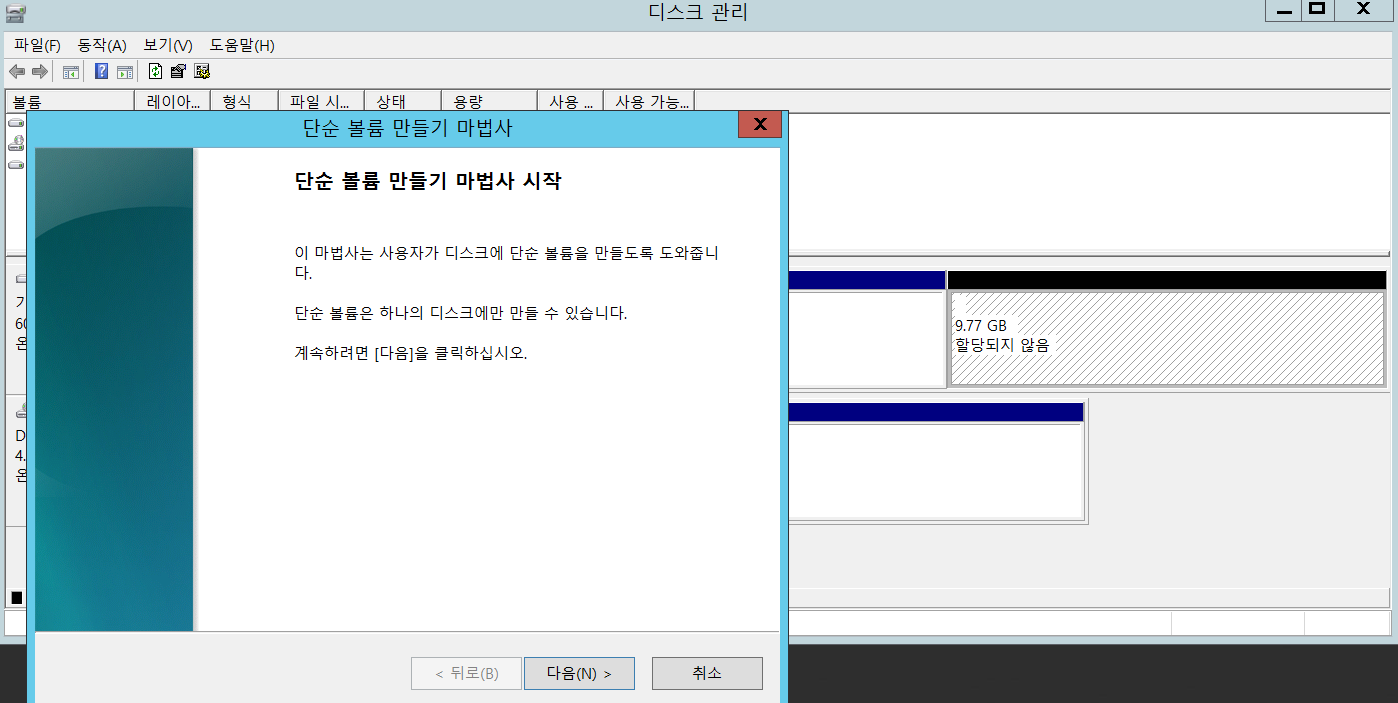 디스크 관리
파일(F) 동작(A) 보기(V) 도움말(H)
볼륨 레이아... 형식 파일 시... 상태 용량 사용 ... 사용 가능...
단순 볼륨 만들기 마법사
단순 볼륨 만들기 마법사 시작
이 마법사는 사용자가 디스크에 단순 볼륨을 만들도록 도와줍니
다.
단순 볼륨은 하나의 디스크에만 만들 수 있습니다.
계속하려면 [다음]을 클릭하십시오.
9.77 GB
할당되지 않음
< 뒤로(B) 다음(N) > 취소